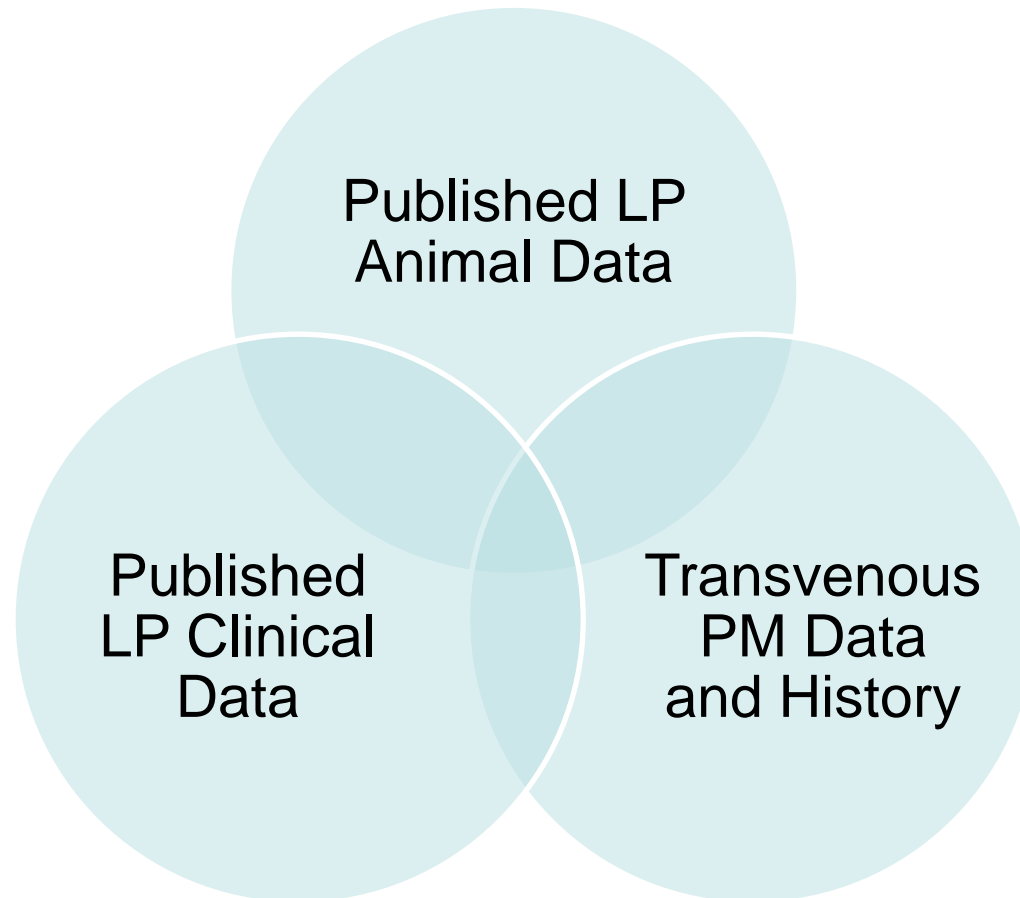 Published LP
Animal Data
Published
LP Clinical
Data
Transvenous
PM Data
and History